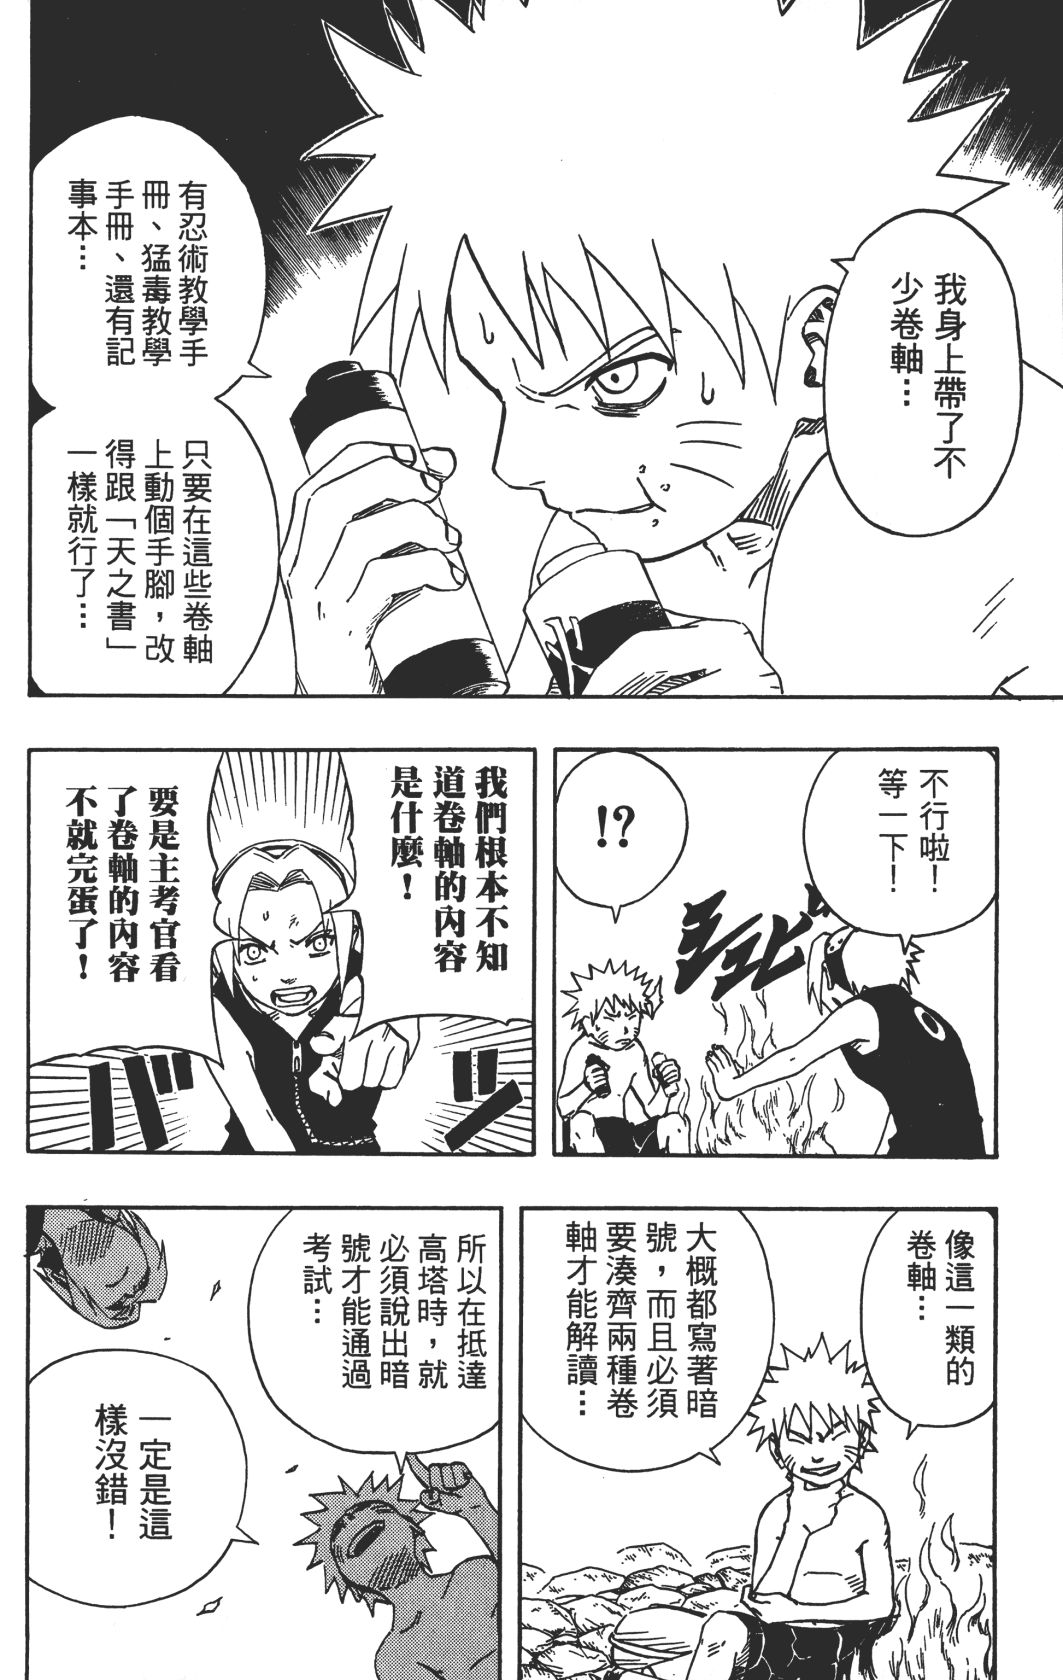 我身上帶了不
少卷軸…
有忍術教學手
冊、猛毒教學
手冊、還有記
事本…
只要在這些卷軸
上動個手腳，改
得跟「天之書」
一樣就行了…
不行啦！
等一下！
!?
我們根本不知
道卷軸的內容
是什麼！
要是主考官看
了卷軸的內容
不就完蛋了！
像這一類的
卷軸…
大概都寫著暗
號，而且必須
要湊齊兩種卷
軸才能解讀…
所以在抵達
高塔時，就
必須說出暗
號才能通過
考試…
一定是這
樣沒錯！